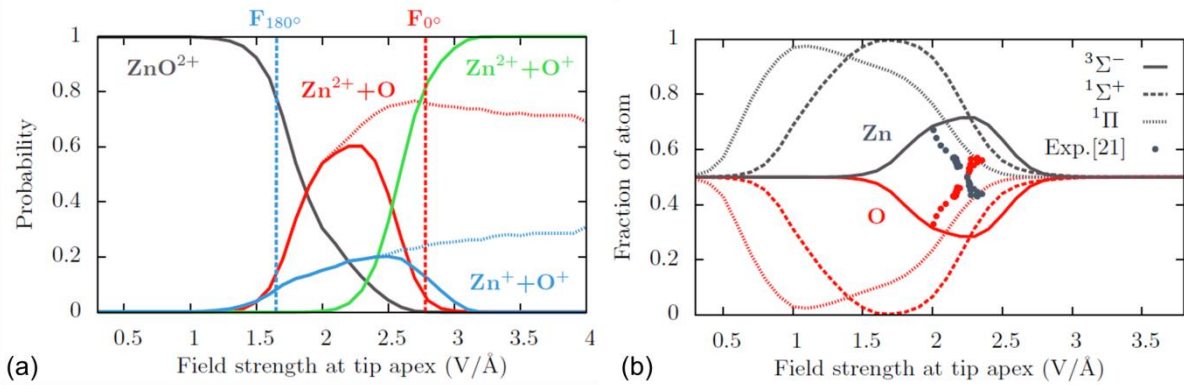 F180° F0°
ZnO2+ Zn2++O Zn2++O+
Zn++O+
Probability
1
0.8
0.6
0.4
0.2
0
0.5 1 1.5 2 2.5 3 3.5 4
Field strength at tip apex (V/Å)
(a)
Fraction of atom
1
0.8
0.6
0.4
0.2
0
3Σ−
1Σ+
1Π
Exp.[21]
Zn
O
0.5 1 1.5 2 2.5 3 3.5
Field strength at tip apex (V/Å)
(b)